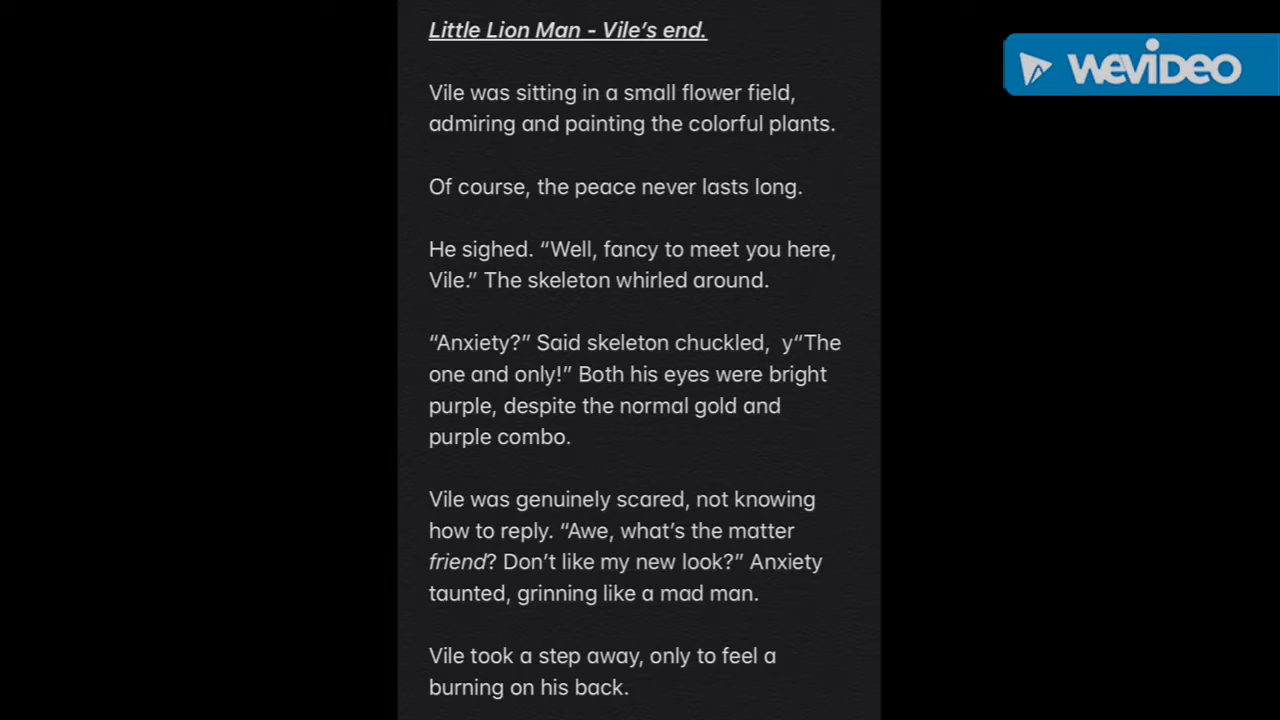 Little Lion Man - Vile’s end.
WeVideo
Vile was sitting in a small flower field,
admiring and painting the colorful plants.
Of course, the peace never lasts long.
He sighed. “Well, fancy to meet you here,
Vile.” The skeleton whirled around.
“Anxiety?” Said skeleton chuckled,  y“The
one and only!” Both his eyes were bright
purple, despite the normal gold and
purple combo.
Vile was genuinely scared, not knowing
how to reply. “Awe, what’s the matter
friend? Don’t like my new look?” Anxiety
taunted, grinning like a mad man.
Vile took a step away, only to feel a
burning on his back.